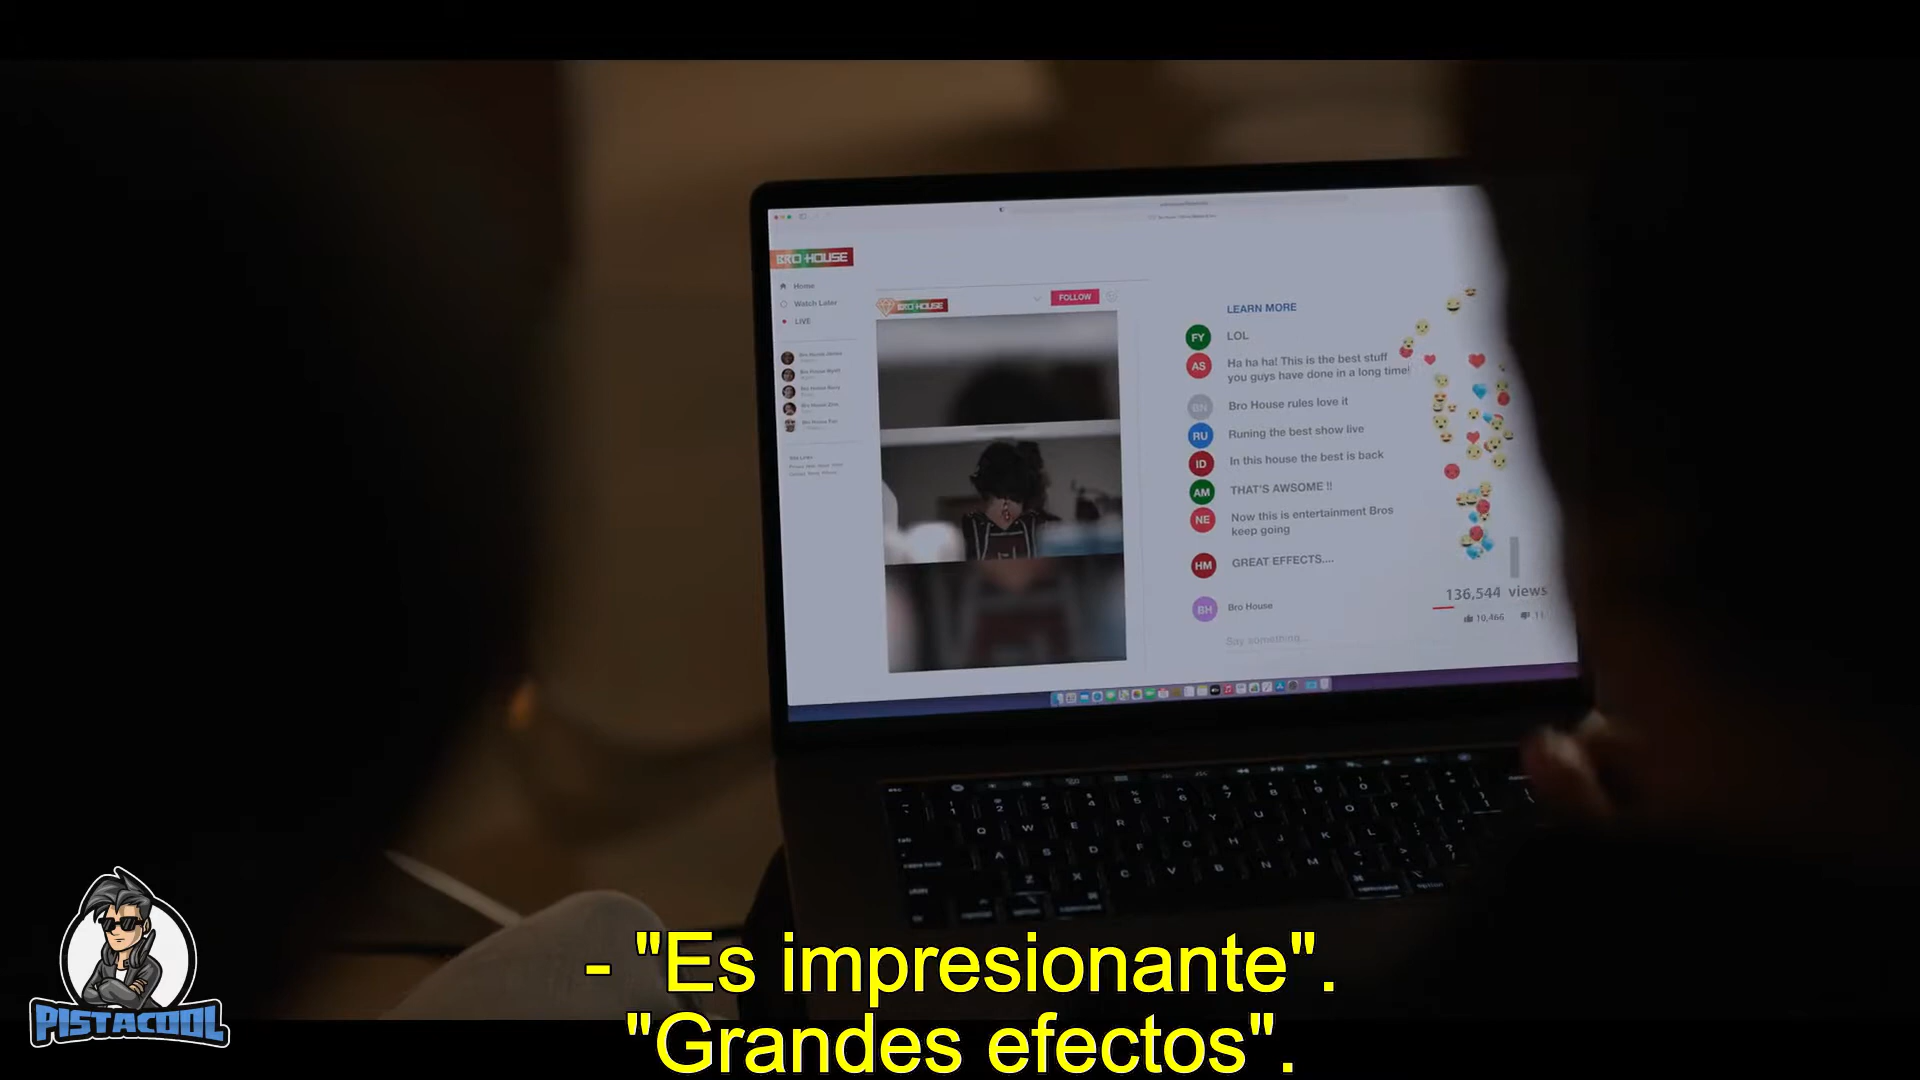 BRO HOUSE
Home
Watch Later
LIVE
BRO HOUSE
FOLLOW
LEARN MORE
FY LOL
AS Ha ha ha! This is the best stuff
you guys have done in a long time!
BN Bro House rules love it
RU Runing the best show live
ID In this house the best is back
AM THAT'S AWSOME !!
NE Now this is entertainment Bros
keep going
HM GREAT EFFECTS....
BH Bro House
Say something...
136,544 views
10,466 11
- "Es impresionante".
"Grandes efectos".
PISTACOOL